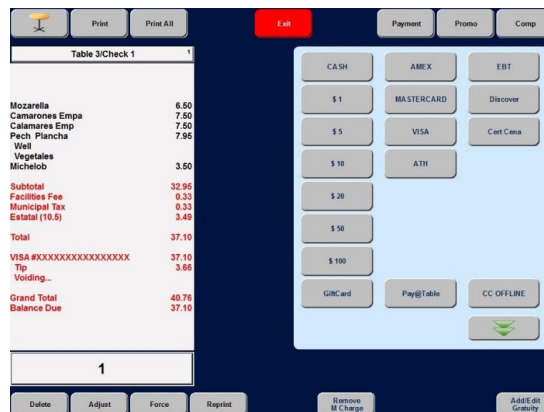 Print
Print All
Exit
Payment
Promo
Comp
Table 3/Check 1
1
Mozarella 6.50
Camarones Empa 7.50
Calamares Emp 7.50
Pech Plancha 7.95
Well
Vegetales
Michelob 3.50
Subtotal 32.95
Facilities Fee 0.33
Municipal Tax 0.33
Estatal (10.5) 3.49
Total 37.10
VISA #XXXXXXXXXXXXXXXX 37.10
Tip 3.66
Voiding...
Grand Total 40.76
Balance Due 37.10
1
CASH
AMEX
EBT
$ 1
MASTERCARD
Discover
$ 5
VISA
Cert Cena
$ 10
ATH
$ 20
$ 50
$ 100
GiftCard
Pay@Table
CC OFFLINE
Delete
Adjust
Force
Reprint
Remove
M Charge
Add/Edit
Gratuity